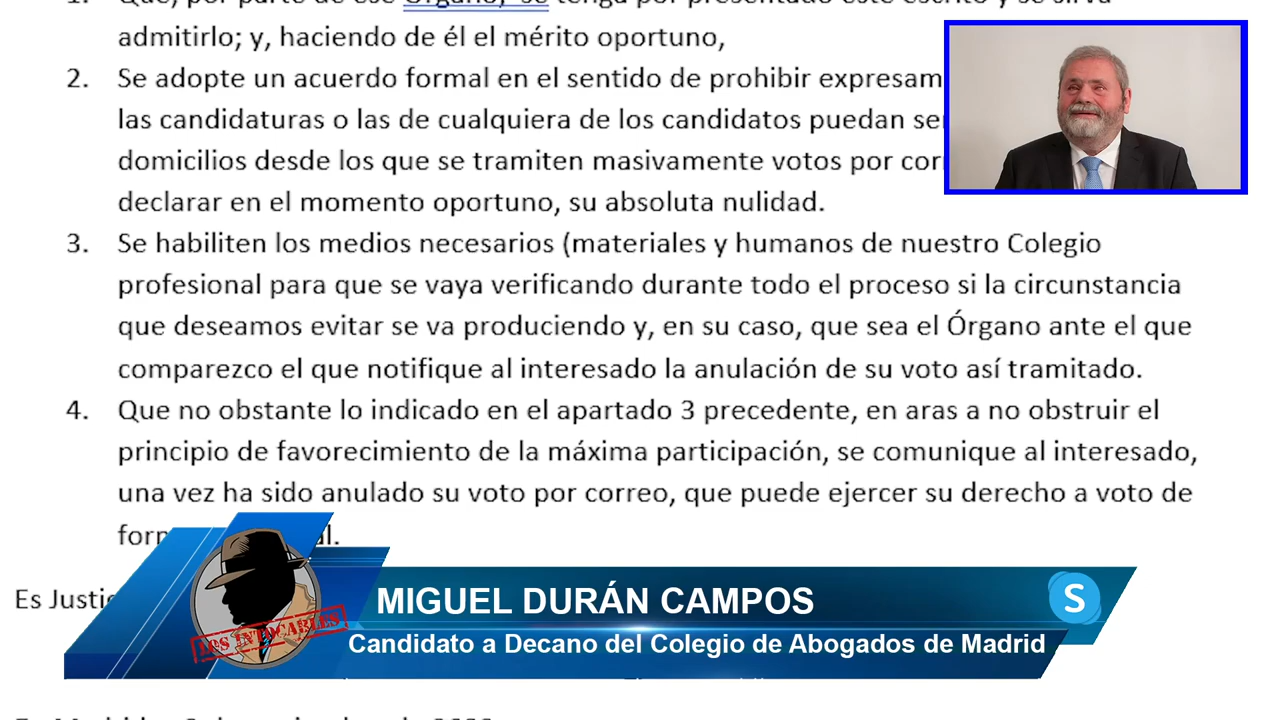 admitirlo; y, haciendo de él el mérito oportuno,
2. Se adopte un acuerdo formal en el sentido de prohibir expresam
las candidaturas o las de cualquiera de los candidatos puedan ser
domicilios desde los que se tramiten masivamente votos por cor
declarar en el momento oportuno, su absoluta nulidad.
3. Se habiliten los medios necesarios (materiales y humanos de nuestro Colegio
profesional para que se vaya verificando durante todo el proceso si la circunstancia
que deseamos evitar se va produciendo y, en su caso, que sea el Órgano ante el que
comparezco el que notifique al interesado la anulación de su voto así tramitado.
4. Que no obstante lo indicado en el apartado 3 precedente, en aras a no obstruir el
principio de favorecimiento de la máxima participación, se comunique al interesado,
una vez ha sido anulado su voto por correo, que puede ejercer su derecho a voto de
Es
LOS INTOCABLES
MIGUEL DURÁN CAMPOS
S
Candidato a Decano del Colegio de Abogados de Madrid